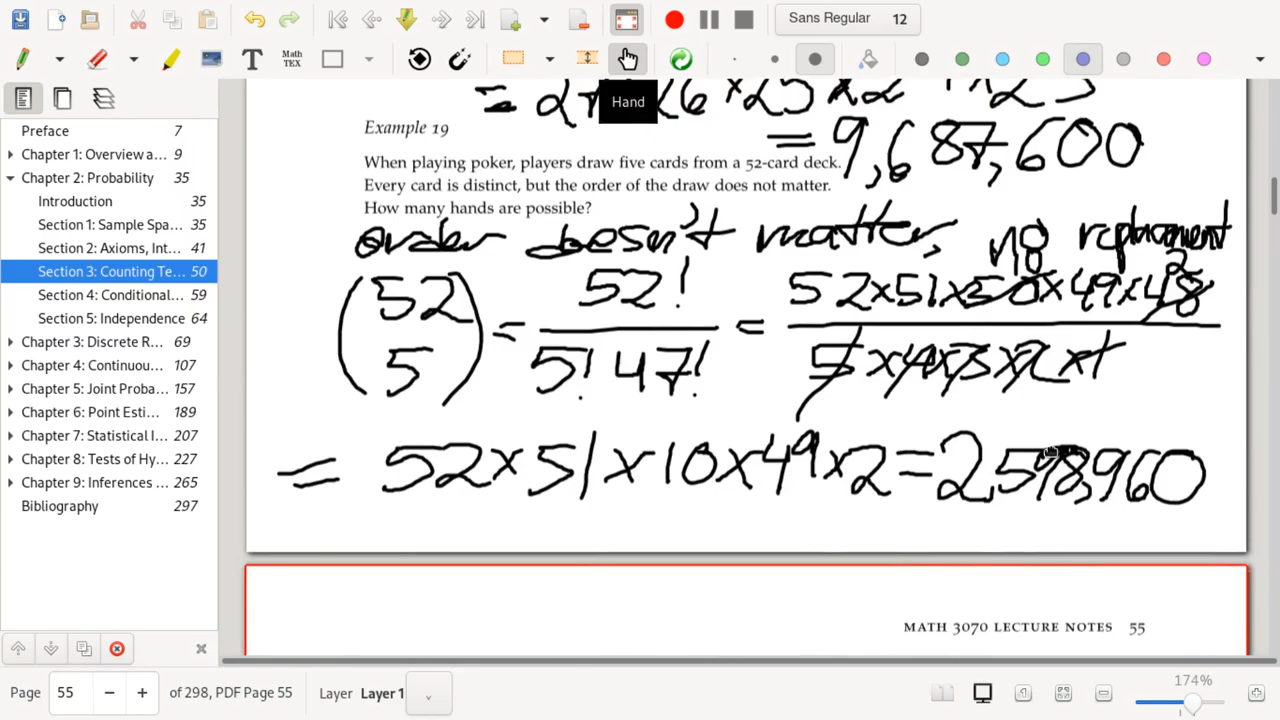 Sans Regular 12
Math
TEX
Hand
Preface 7
Chapter 1: Overview a... 9
Chapter 2: Probability 35
Introduction 35
Section 1: Sample Spa... 35
Section 2: Axioms, Int... 41
Section 3: Counting Te... 50
Section 4: Conditional... 59
Section 5: Independence 64
Chapter 3: Discrete R... 69
Chapter 4: Continuou... 107
Chapter 5: Joint Proba... 157
Chapter 6: Point Esti... 189
Chapter 7: Statistical I... 207
Chapter 8: Tests of Hy... 227
Chapter 9: Inferences ... 265
Bibliography 297
= 9,687,600
Example 19
When playing poker, players draw five cards from a 52-card deck.
Every card is distinct, but the order of the draw does not matter.
How many hands are possible?
order doesn't matter, no replacement
(52 5) = 52! / 5! 47! = 52×51×50×49×48 / 5×4×3×2×1
10 2
= 52×51×10×49×2=2,598,960
MATH 3070 LECTURE NOTES 55
Page 55 of 298, PDF Page 55 Layer Layer 1 174%